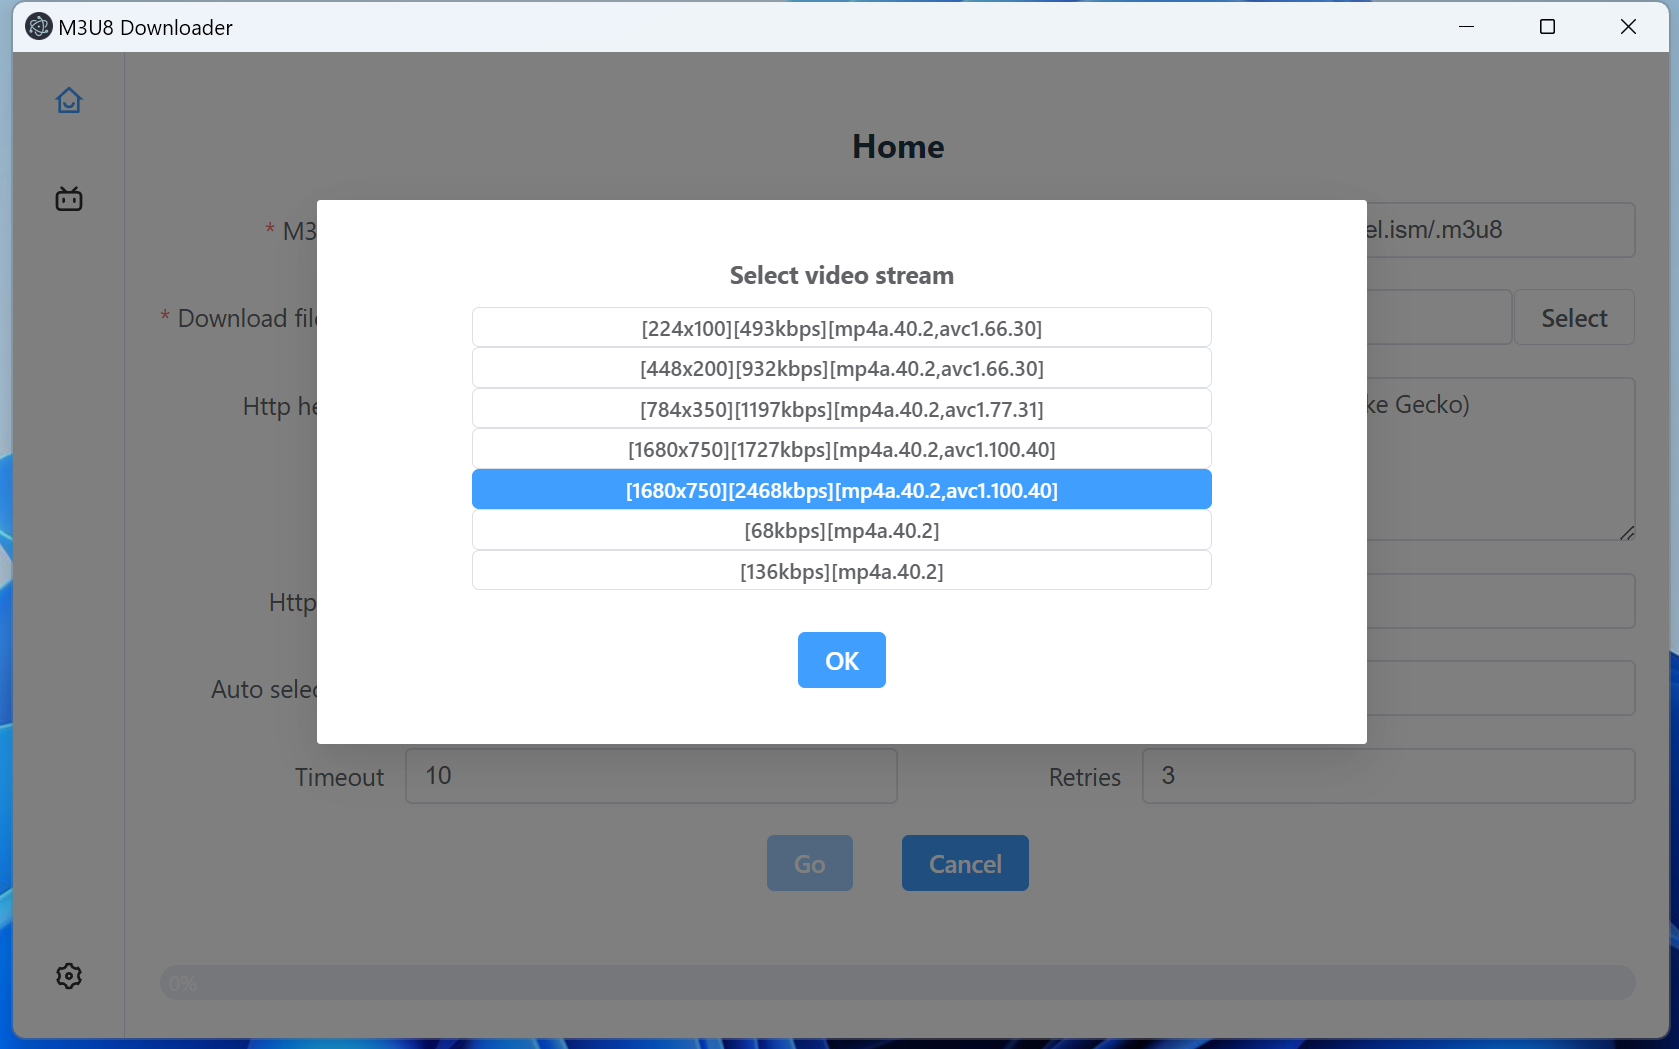 M3U8 Downloader
Home
* M3
el.ism/.m3u8
Select video stream
* Download file
Select
[224x100][493kbps][mp4a.40.2,avc1.66.30]
[448x200][932kbps][mp4a.40.2,avc1.66.30]
Http he
ke Gecko)
[784x350][1197kbps][mp4a.40.2,avc1.77.31]
[1680x750][1727kbps][mp4a.40.2,avc1.100.40]
[1680x750][2468kbps][mp4a.40.2,avc1.100.40]
[68kbps][mp4a.40.2]
[136kbps][mp4a.40.2]
Http
OK
Auto selec
Timeout 10 Retries 3
Go Cancel
0%